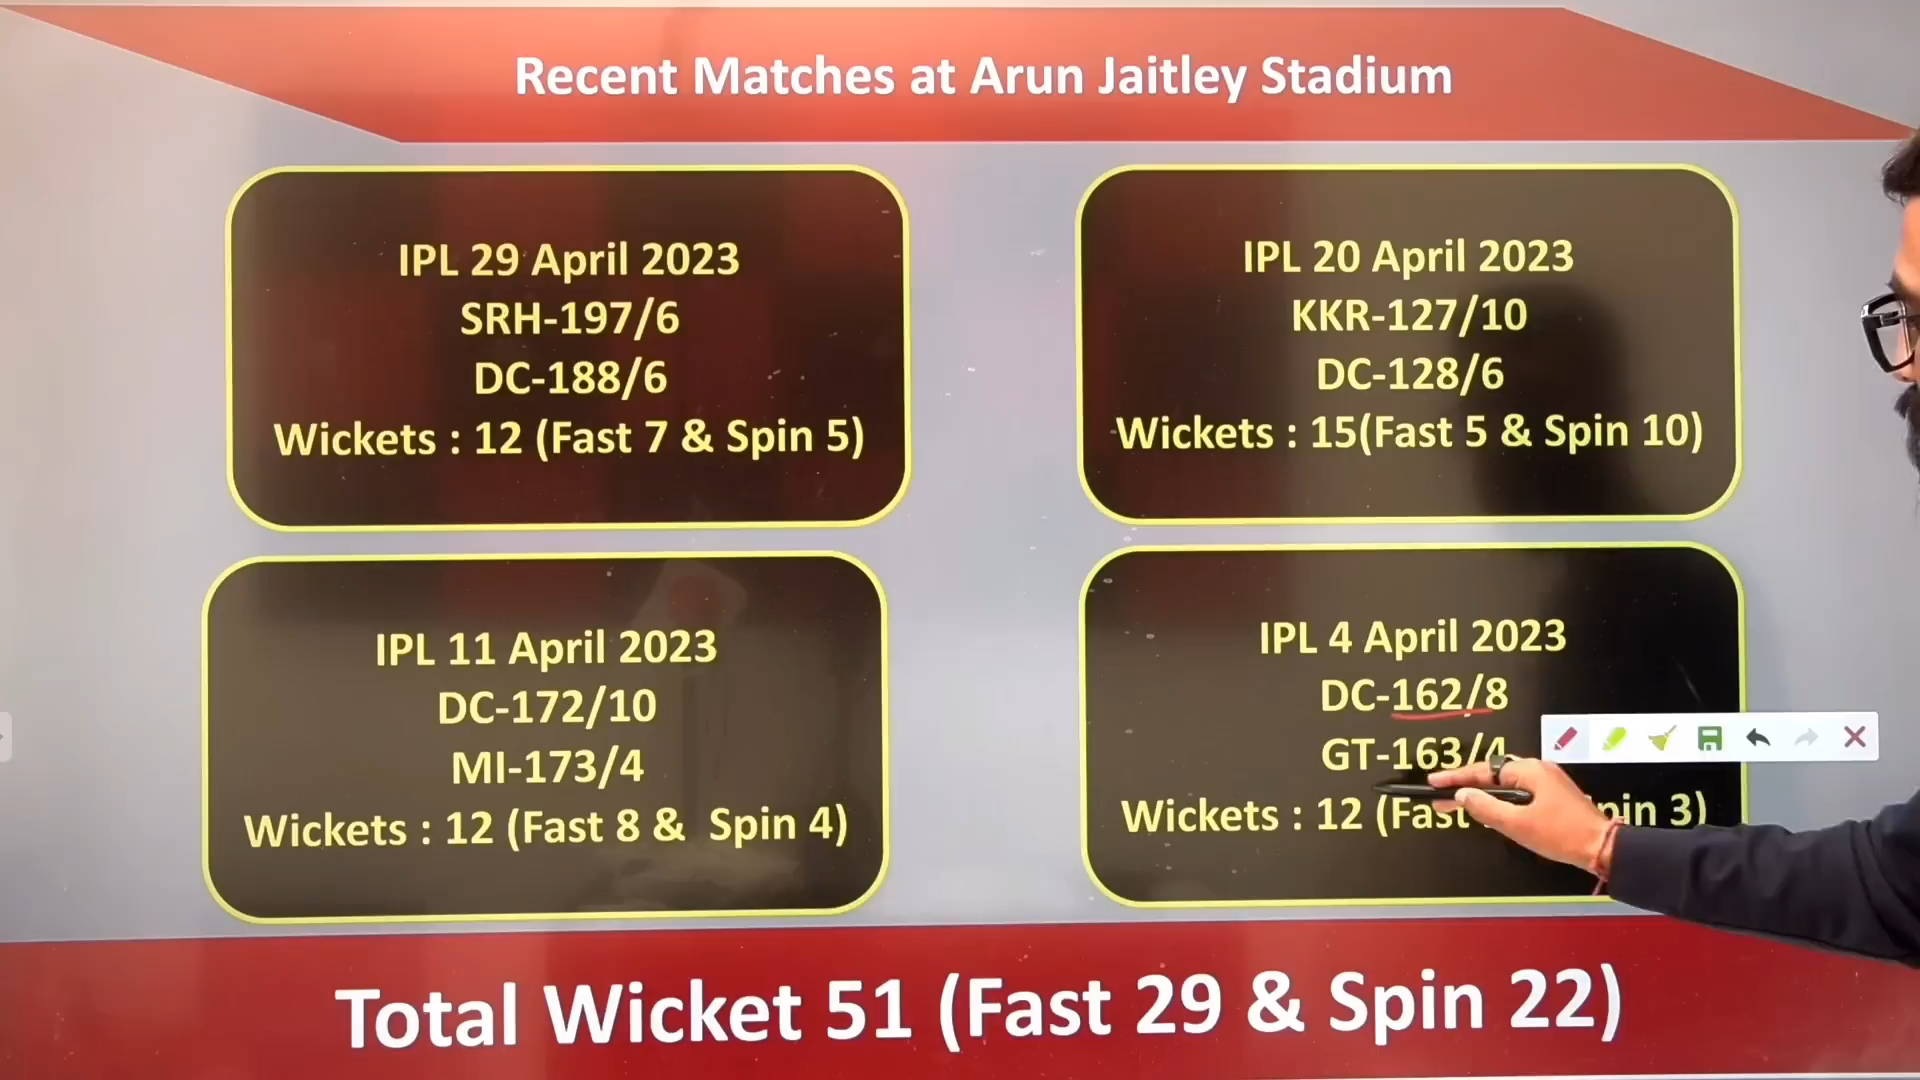 Recent Matches at Arun Jaitley Stadium
IPL 29 April 2023
SRH-197/6
DC-188/6
Wickets : 12 (Fast 7 & Spin 5)
IPL 20 April 2023
KKR-127/10
DC-128/6
Wickets : 15(Fast 5 & Spin 10)
IPL 11 April 2023
DC-172/10
MI-173/4
Wickets : 12 (Fast 8 & Spin 4)
IPL 4 April 2023
DC-162/8
GT-163/4
Wickets : 12 (Fast pin 3)
Total Wicket 51 (Fast 29 & Spin 22)